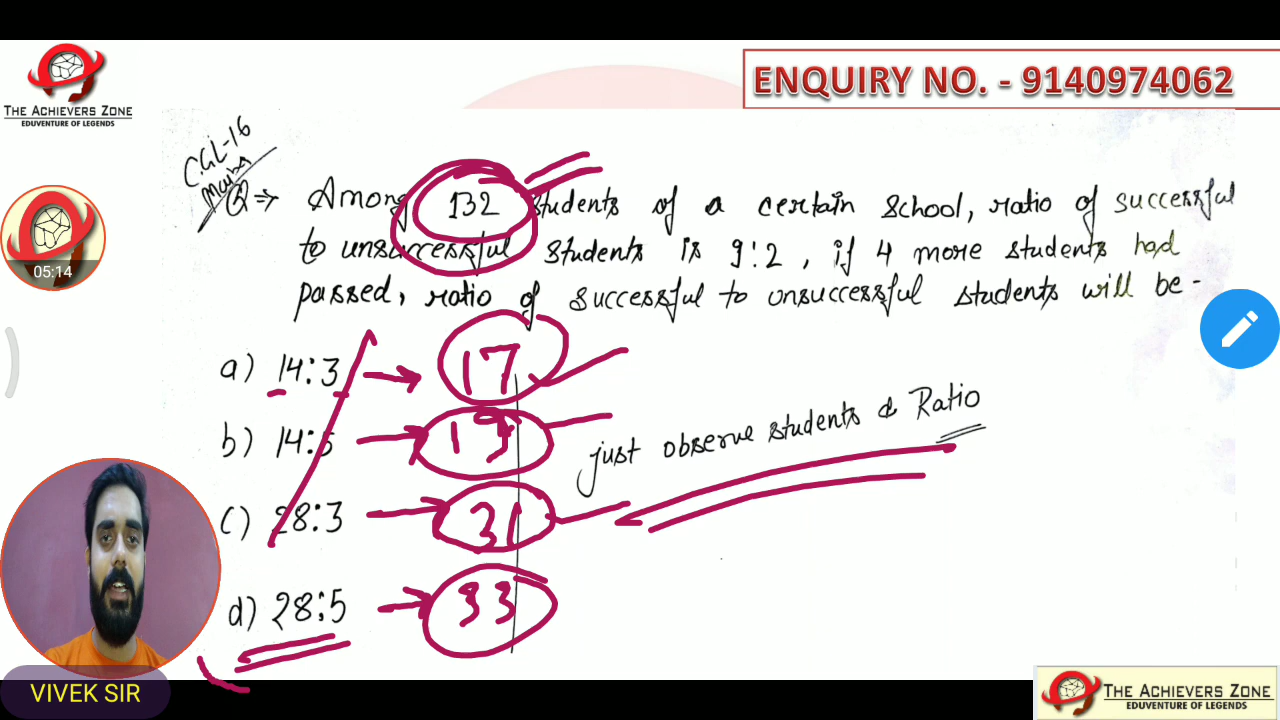 THE ACHIEVERS ZONE
EDUVENTURE OF LEGENDS
ENQUIRY NO. - 9140974062
CGL-16
Mains
Q ⇒ Among 132 students of a certain school, ratio of successful
to unsuccessful students is 9:2, if 4 more students had
passed, ratio of successful to unsuccessful students will be -
05:14
a) 14:3 → 17
b) 14:5 → 19
just observe students & Ratio
c) 28:3 → 31
d) 28:5 → 33
VIVEK SIR
THE ACHIEVERS ZONE
EDUVENTURE OF LEGENDS